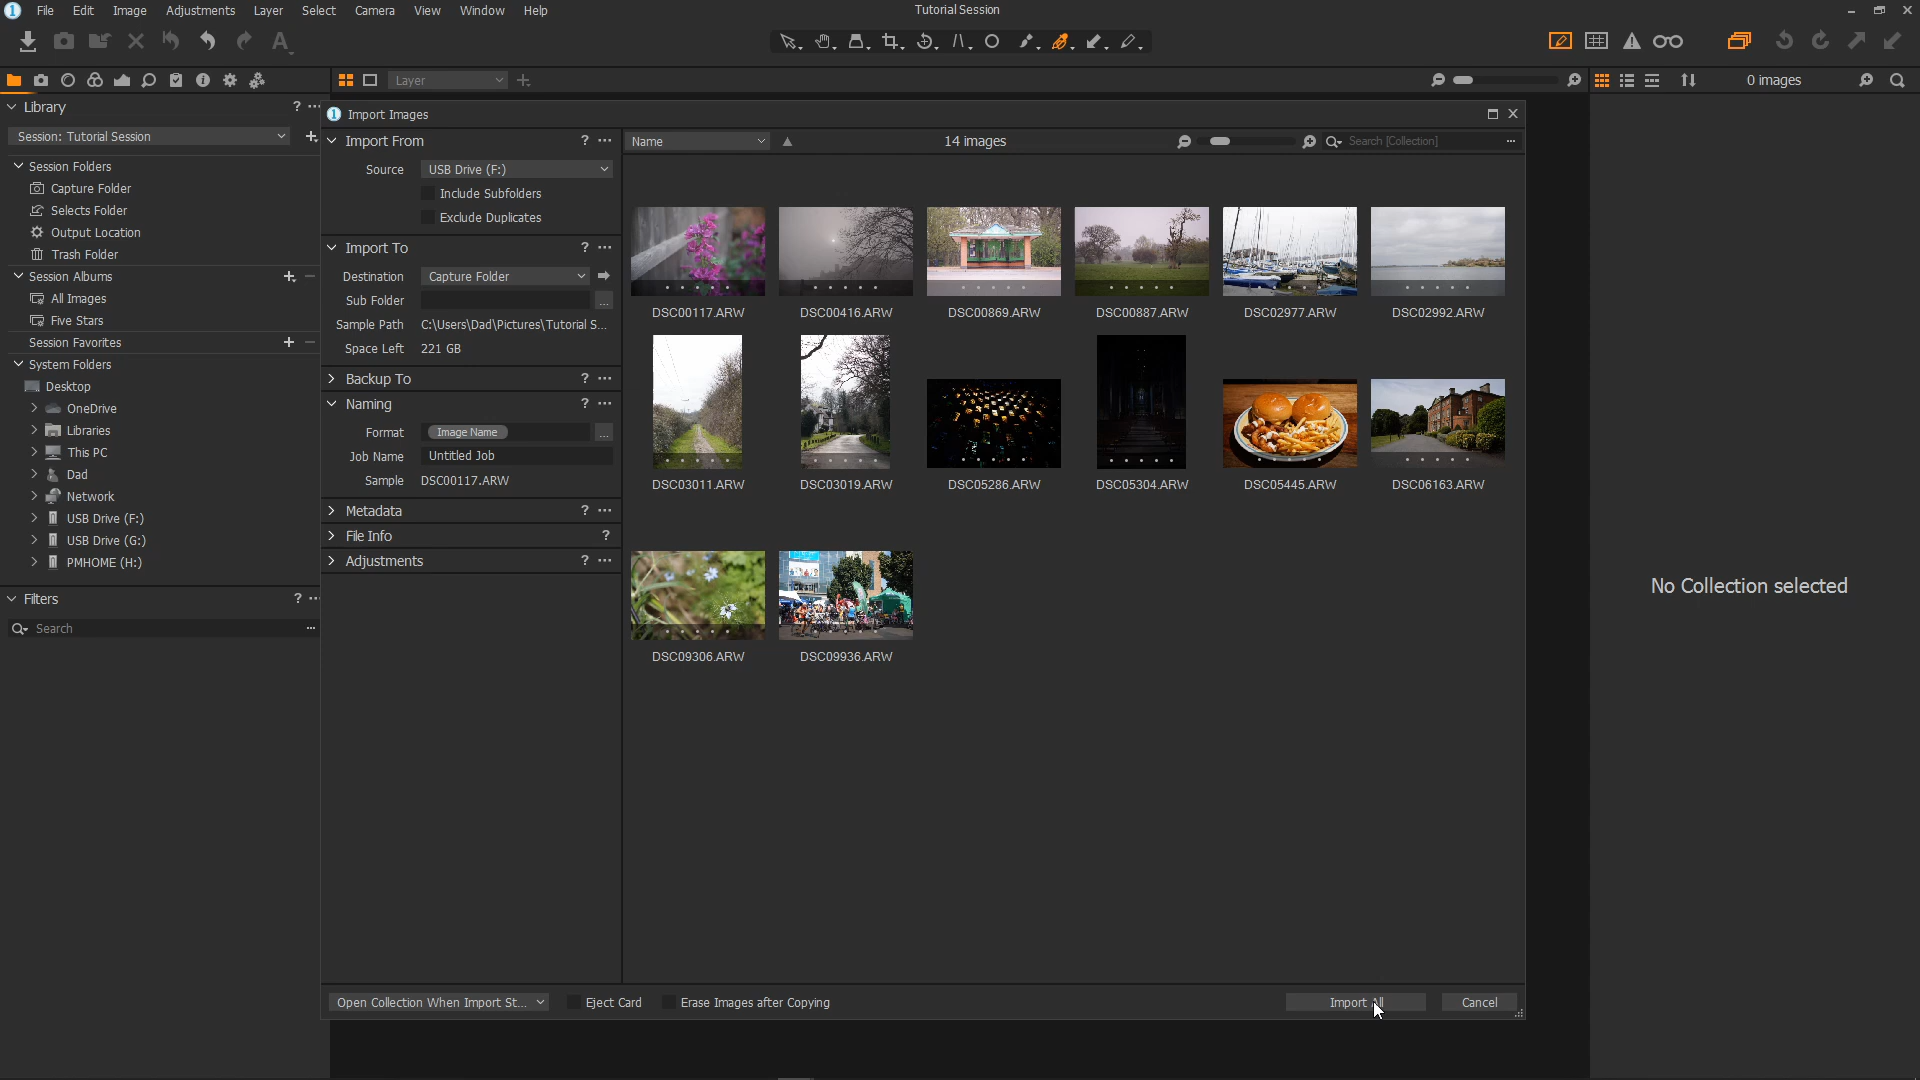 File Edit Image Adjustments Layer Select Camera View Window Help
Tutorial Session
Layer
0 images
Library ? ...
Session: Tutorial Session
Session Folders
Capture Folder
Selects Folder
Output Location
Trash Folder
Session Albums
All Images
Five Stars
Session Favorites
System Folders
Desktop
OneDrive
Libraries
This PC
Dad
Network
USB Drive (F:)
USB Drive (G:)
PMHOME (H:)
Filters ? ...
Search
Import Images
Import From ? ...
Source USB Drive (F:)
Include Subfolders
Exclude Duplicates
Import To ? ...
Destination Capture Folder
Sub Folder ...
Sample Path C:\Users\Dad\Pictures\Tutorial S...
Space Left 221 GB
Backup To ? ...
Naming ? ...
Format Image Name ...
Job Name Untitled Job
Sample DSC00117.ARW
Metadata ? ...
File Info ?
Adjustments ? ...
Name 14 images Search [Collection]
DSC00117.ARW DSC00416.ARW DSC00869.ARW DSC00887.ARW DSC02977.ARW DSC02992.ARW
DSC03011.ARW DSC03019.ARW DSC05286.ARW DSC05304.ARW DSC05445.ARW DSC06163.ARW
DSC09306.ARW DSC09936.ARW
Open Collection When Import St... Eject Card Erase Images after Copying Import All Cancel
No Collection selected